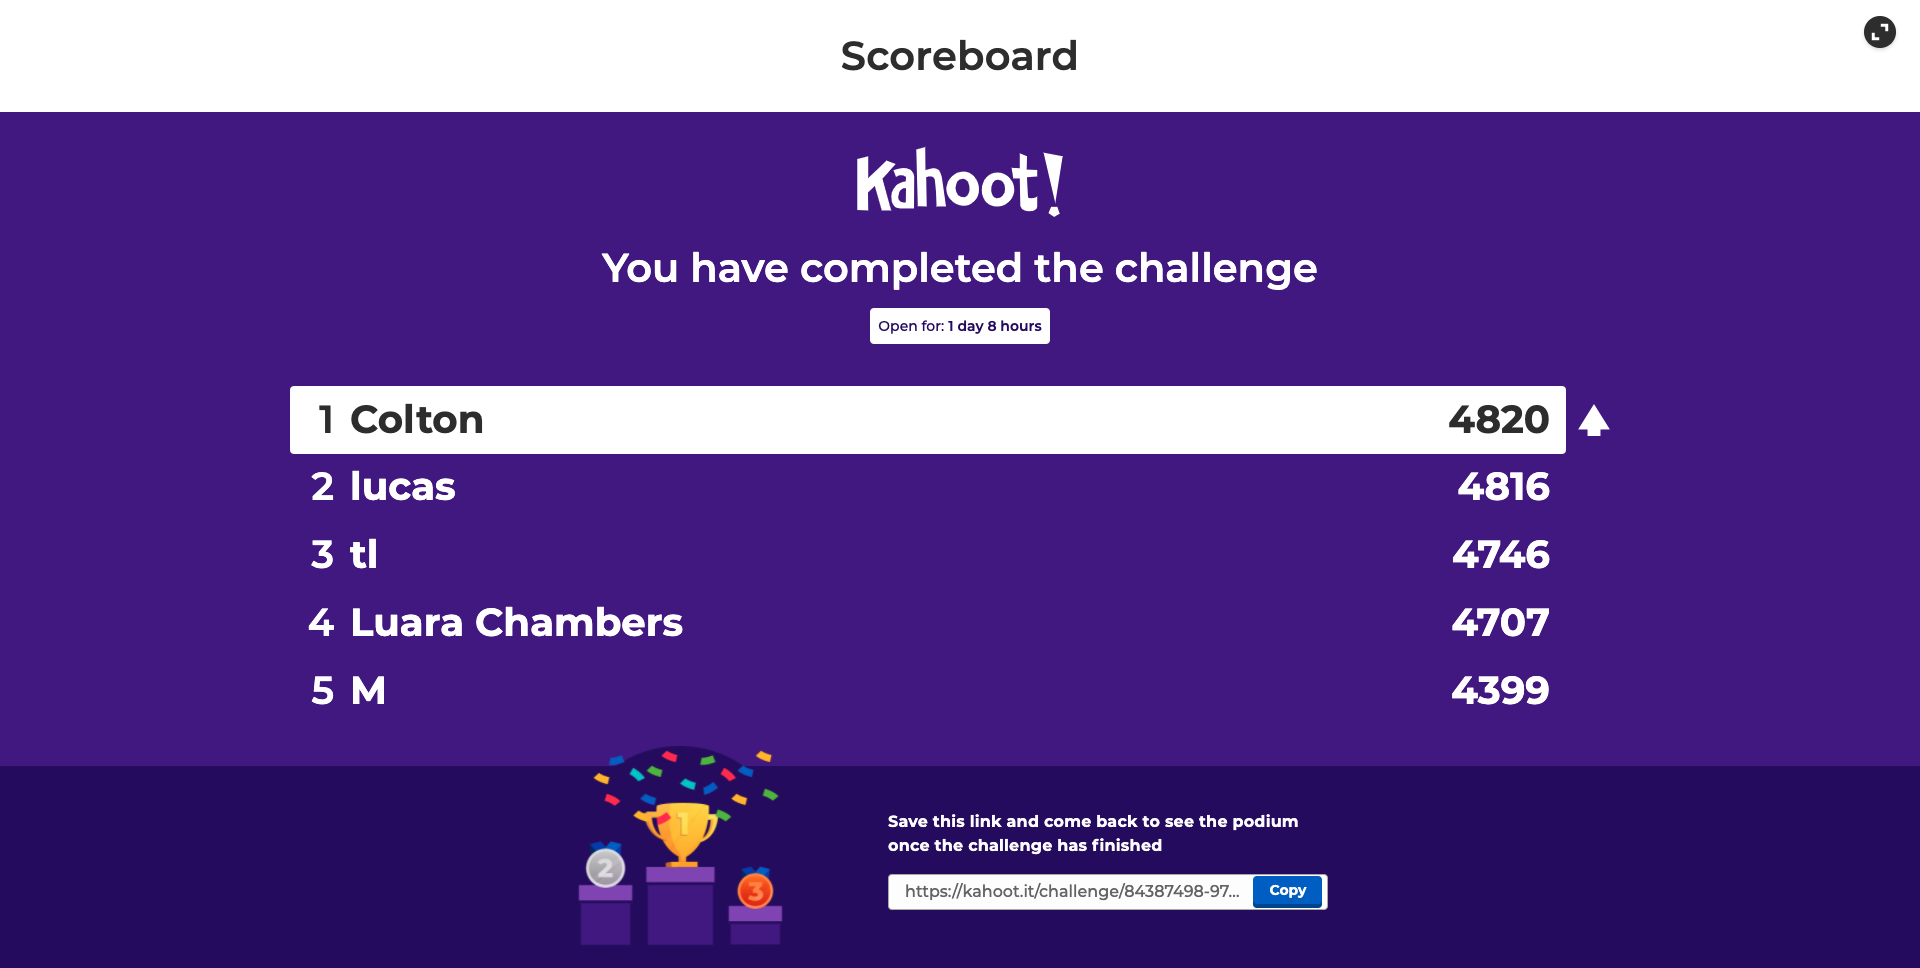 Scoreboard
Kahoot!
You have completed the challenge
Open for: 1 day 8 hours
1 Colton 4820
2 lucas 4816
3 tl 4746
4 Luara Chambers 4707
5 M 4399
1
2
3
Save this link and come back to see the podium
once the challenge has finished
https://kahoot.it/challenge/84387498-97... Copy